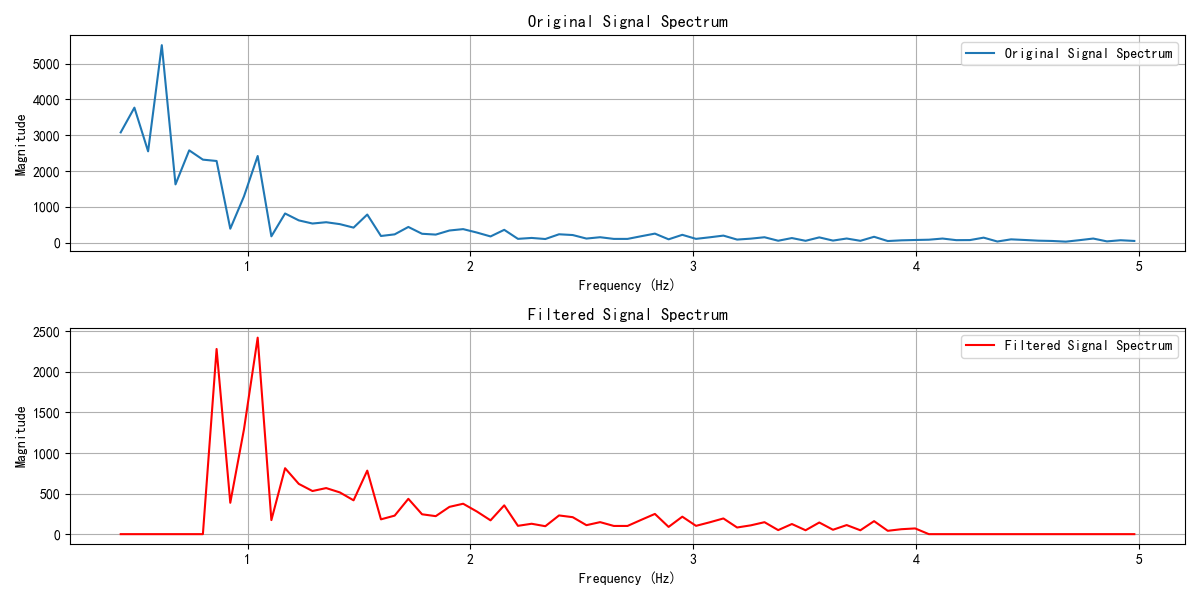 Original Signal Spectrum
Original Signal Spectrum
Magnitude
5000
4000
3000
2000
1000
0
1
2
3
4
5
Frequency (Hz)
Filtered Signal Spectrum
Filtered Signal Spectrum
Magnitude
2500
2000
1500
1000
500
0
1
2
3
4
5
Frequency (Hz)